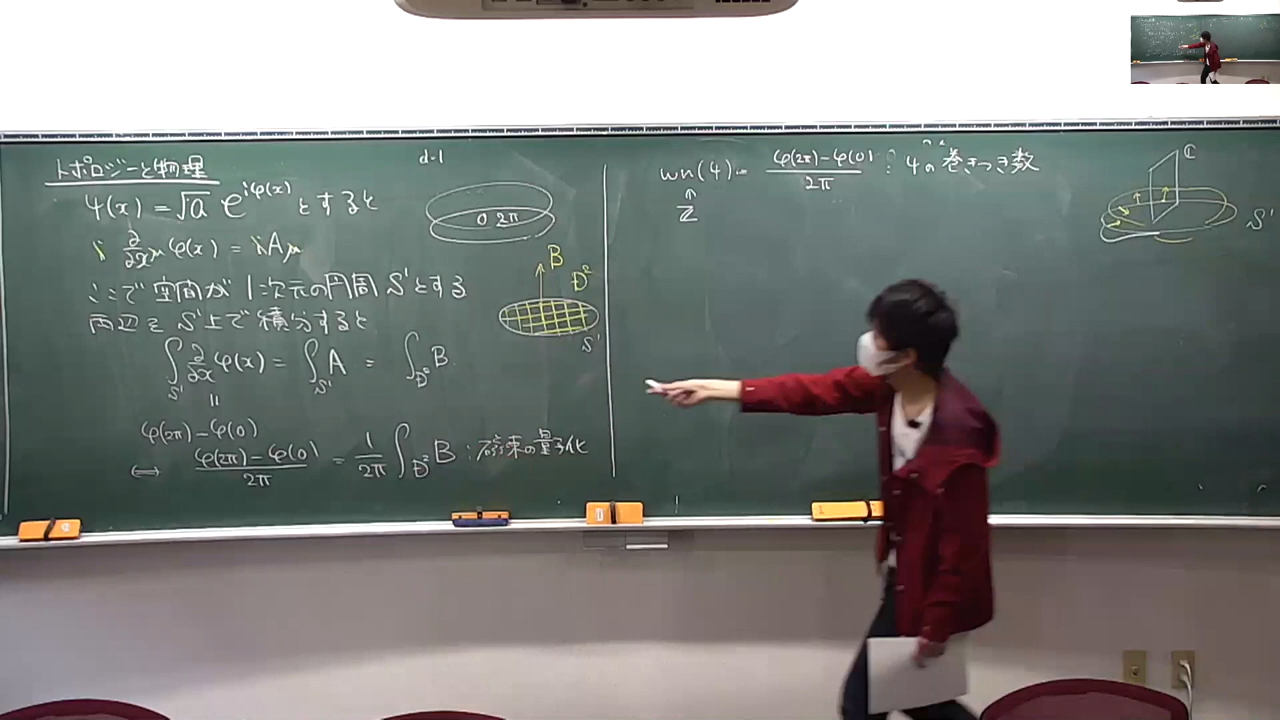 トポロジーと物理
d-1
ψ(x) = √a e^{iφ(x)} とすると
0 2π
i ∂/∂x^μ φ(x) = iA_μ
ここで空間が1次元の円周 S¹とする
両辺を S¹上で積分すると
B
D²
S¹
∫_{S¹} ∂/∂x φ(x) = ∫_{S¹} A = ∫_{D²} B
||
φ(2π) − φ(0)
⇔ (φ(2π) − φ(0))/2π = 1/2π ∫_{D²} B : 磁束の量子化
wn(ψ) = (φ(2π) − φ(0))/2π : ψの巻きつき数
ℤ
ℂ
S¹